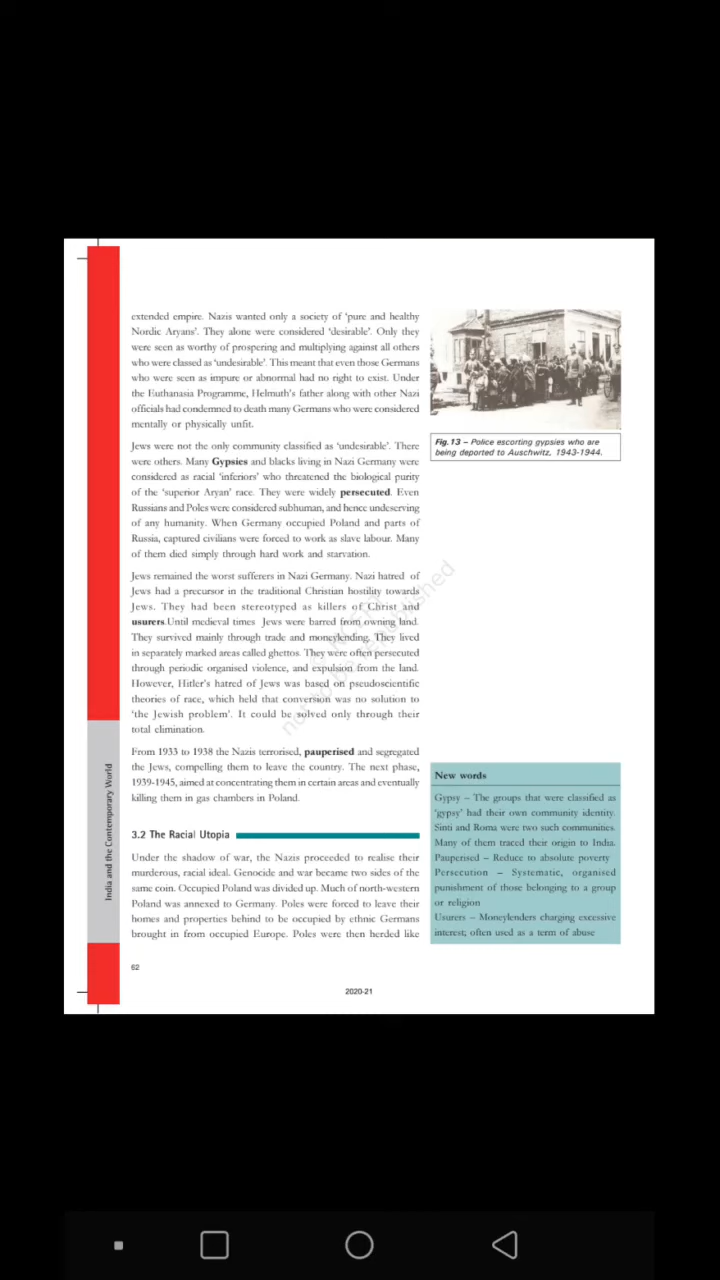 extended empire. Nazis wanted only a society of ‘pure and healthy
Nordic Aryans’. They alone were considered ‘desirable’. Only they
were seen as worthy of prospering and multiplying against all others
who were classed as ‘undesirable’. This meant that even those Germans
who were seen as impure or abnormal had no right to exist. Under
the Euthanasia Programme, Helmuth’s father along with other Nazi
officials had condemned to death many Germans who were considered
mentally or physically unfit.
Jews were not the only community classified as ‘undesirable’. There
were others. Many Gypsies and blacks living in Nazi Germany were
considered as racial ‘inferiors’ who threatened the biological purity
of the ‘superior Aryan’ race. They were widely persecuted. Even
Russians and Poles were considered subhuman, and hence undeserving
of any humanity. When Germany occupied Poland and parts of
Russia, captured civilians were forced to work as slave labour. Many
of them died simply through hard work and starvation.
Jews remained the worst sufferers in Nazi Germany. Nazi hatred of
Jews had a precursor in the traditional Christian hostility towards
Jews. They had been stereotyped as killers of Christ and
usurers.Until medieval times Jews were barred from owning land.
They survived mainly through trade and moneylending. They lived
in separately marked areas called ghettos. They were often persecuted
through periodic organised violence, and expulsion from the land.
However, Hitler’s hatred of Jews was based on pseudoscientific
theories of race, which held that conversion was no solution to
‘the Jewish problem’. It could be solved only through their
total elimination.
From 1933 to 1938 the Nazis terrorised, pauperised and segregated
the Jews, compelling them to leave the country. The next phase,
1939-1945, aimed at concentrating them in certain areas and eventually
killing them in gas chambers in Poland.
3.2 The Racial Utopia
Under the shadow of war, the Nazis proceeded to realise their
murderous, racial ideal. Genocide and war became two sides of the
same coin. Occupied Poland was divided up. Much of north-western
Poland was annexed to Germany. Poles were forced to leave their
homes and properties behind to be occupied by ethnic Germans
brought in from occupied Europe. Poles were then herded like
Fig.13 – Police escorting gypsies who are
being deported to Auschwitz, 1943-1944.
New words
Gypsy – The groups that were classified as
‘gypsy’ had their own community identity.
Sinti and Roma were two such communities.
Many of them traced their origin to India.
Pauperised – Reduce to absolute poverty
Persecution – Systematic, organised
punishment of those belonging to a group
or religion
Usurers – Moneylenders charging excessive
interest; often used as a term of abuse
India and the Contemporary World
62
2020-21
not to be republished